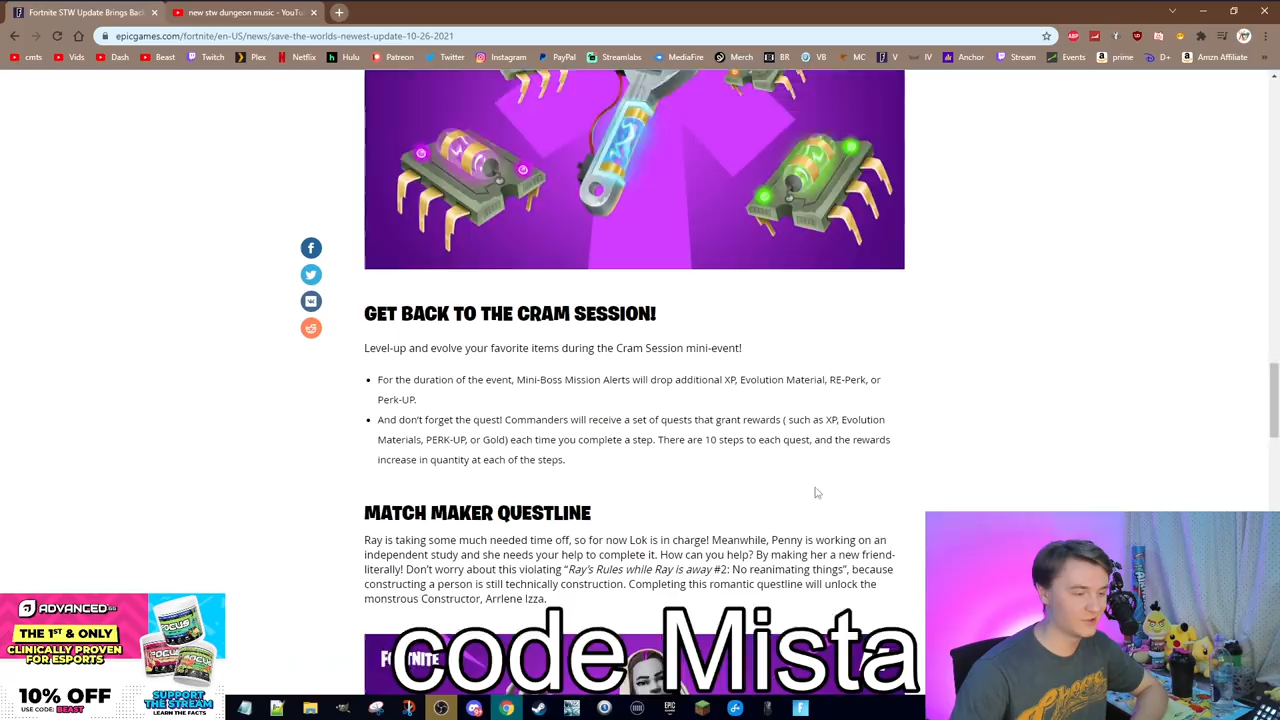 Fortnite STW Update Brings Back
new stw dungeon music - YouTu
epicgames.com/fortnite/en-US/news/save-the-worlds-newest-update-10-26-2021
cmts Vids Dash Beast Twitch Plex Netflix Hulu Patreon Twitter Instagram PayPal Streamlabs MediaFire Merch BR VB MC V IV Anchor Stream Events prime D+ Amzn Affiliate
GET BACK TO THE CRAM SESSION!
Level-up and evolve your favorite items during the Cram Session mini-event!
For the duration of the event, Mini-Boss Mission Alerts will drop additional XP, Evolution Material, RE-Perk, or
Perk-UP.
And don't forget the quest! Commanders will receive a set of quests that grant rewards ( such as XP, Evolution
Materials, PERK-UP, or Gold) each time you complete a step. There are 10 steps to each quest, and the rewards
increase in quantity at each of the steps.
MATCH MAKER QUESTLINE
Ray is taking some much needed time off, so for now Lok is in charge! Meanwhile, Penny is working on an
independent study and she needs your help to complete it. How can you help? By making her a new friend-
literally! Don't worry about this violating "Ray's Rules while Ray is away #2: No reanimating things", because
constructing a person is still technically construction. Completing this romantic questline will unlock the
monstrous Constructor, Arrlene Izza.
FORTNITE
code Mista
ADVANCED GG
THE 1ST & ONLY
CLINICALLY PROVEN
FOR ESPORTS
10% OFF
USE CODE: BEAST
FOCUS
FOCUS
FOCUS
SUPPORT
THE STREAM
LEARN THE FACTS